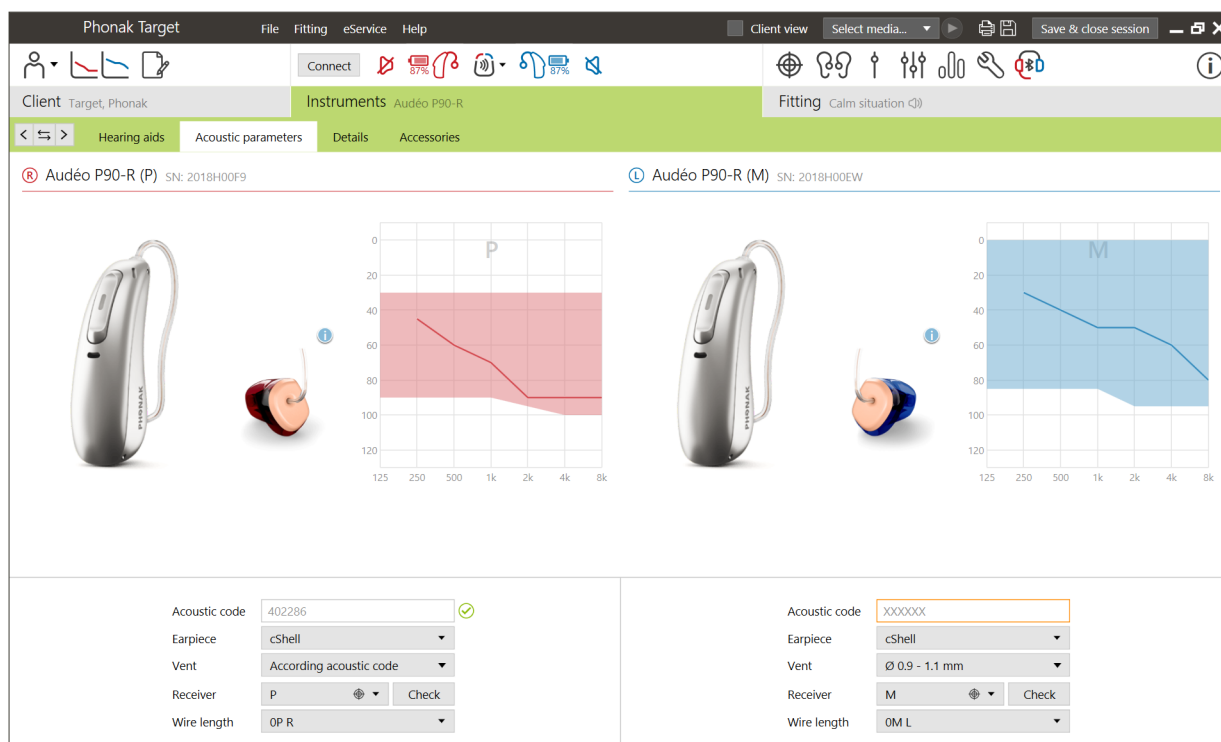 Phonak Target File Fitting eService Help Client view Select media... Save & close session
Connect 87% 87%
Client Target, Phonak Instruments Audéo P90-R Fitting Calm situation
Hearing aids Acoustic parameters Details Accessories
R Audéo P90-R (P) SN: 2018H00F9
L Audéo P90-R (M) SN: 2018H00EW
PHONAK
P
0
20
40
60
80
100
120
125 250 500 1k 2k 4k 8k
PHONAK
M
0
20
40
60
80
100
120
125 250 500 1k 2k 4k 8k
Acoustic code 402286
Earpiece cShell
Vent According acoustic code
Receiver P Check
Wire length 0P R
Acoustic code XXXXXX
Earpiece cShell
Vent Ø 0.9 - 1.1 mm
Receiver M Check
Wire length 0M L